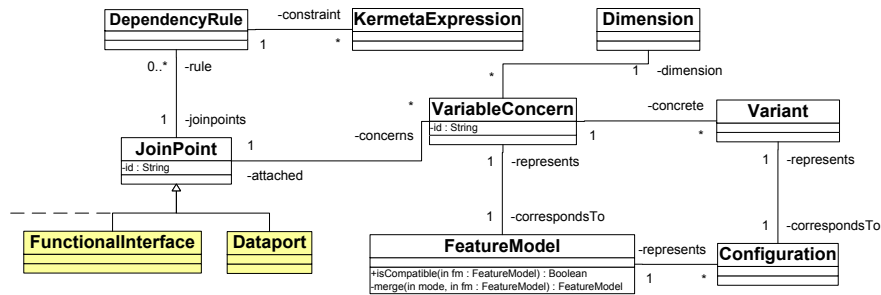 DependencyRule
-constraint
KermetaExpression
Dimension
1
*
0..*
-rule
1
-dimension
*
1
-joinpoints
*
VariableConcern
-id : String
-concrete
Variant
1
*
-concerns
JoinPoint
-id : String
1
-attached
1
-represents
1
-represents
1
-correspondsTo
1
-correspondsTo
FunctionalInterface
Dataport
FeatureModel
+isCompatible(in fm : FeatureModel) : Boolean
-merge(in mode, in fm : FeatureModel) : FeatureModel
-represents
1
*
Configuration